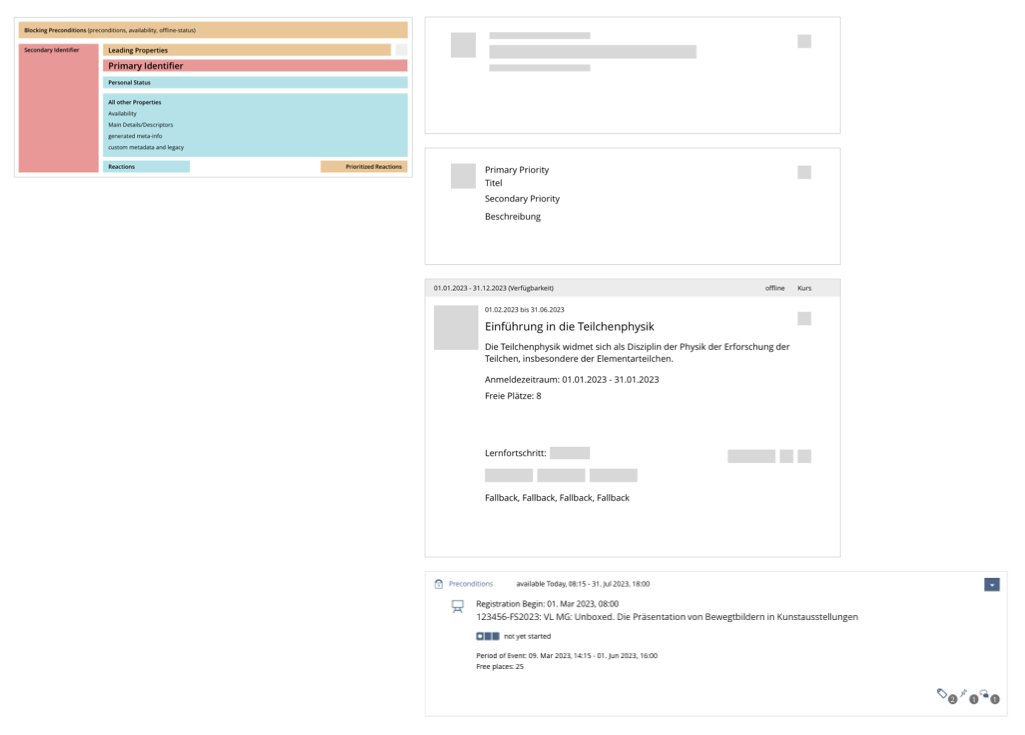 Blocking Preconditions (preconditions, availability, offline-status)
Secondary Identifier
Leading Properties
Primary Identifier
Personal Status
All other Properties
Availability
Main Details/Descriptors
generated meta-info
custom metadata and legacy
Reactions
Prioritized Reactions
Primary Priority
Titel
Secondary Priority
Beschreibung
01.01.2023 - 31.12.2023 (Verfügbarkeit)
offline Kurs
01.02.2023 bis 31.06.2023
Einführung in die Teilchenphysik
Die Teilchenphysik widmet sich als Disziplin der Physik der Erforschung der
Teilchen, insbesondere der Elementarteilchen.
Anmeldezeitraum: 01.01.2023 - 31.01.2023
Freie Plätze: 8
Lernfortschritt:
Fallback, Fallback, Fallback, Fallback
Preconditions available Today, 08:15 - 31. Jul 2023, 18:00
Registration Begin: 01. Mar 2023, 08:00
123456-FS2023: VL MG: Unboxed. Die Präsentation von Bewegtbildern in Kunstausstellungen
not yet started
Period of Event: 09. Mar 2023, 14:15 - 01. Jun 2023, 16:00
Free places: 25
2 1 1